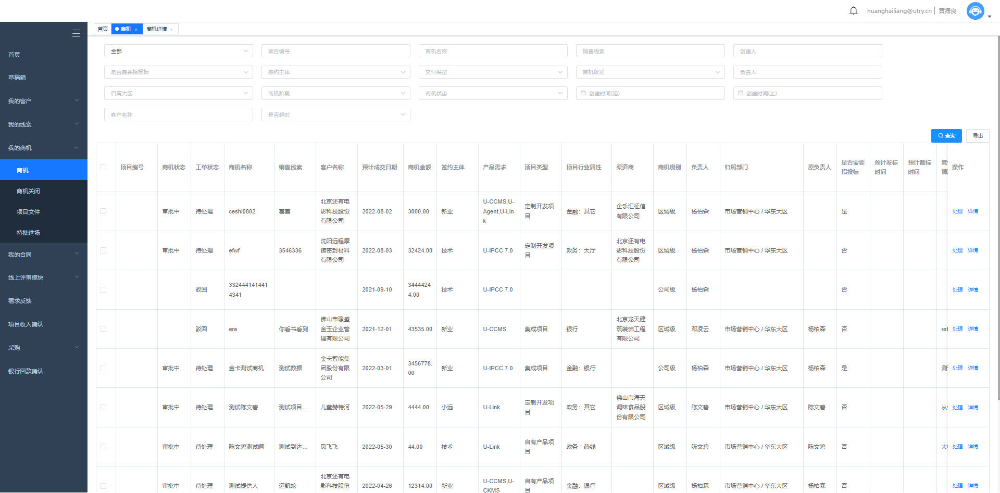 huanghailiang@utry.cn | 黄海良
首页 商机 × 商机详情 ×
首页
草稿箱
我的客户
我的线索
我的商机
商机
商机关闭
项目文件
特批进场
我的合同
线上评审模块
需求反馈
项目收入确认
采购
银行回款确认
全部 项目编号 商机名称 销售线索 创建人
是否需要招投标 签约主体 交付类型 商机级别 负责人
归属大区 商机阶段 商机状态 创建时间(起) 创建时间(止)
客户名称 是否超时
查询 导出
项目编号 商机状态 工单状态 商机名称 销售线索 客户名称 预计成交日期 商机金额 签约主体 产品需求 项目类型 项目行业属性 渠道商 商机级别 负责人 归属部门 原负责人 是否需要招投标 预计发标时间 预计截标时间 操作
审批中 待处理 ceshi0802 喜喜 北京还有电影科技股份有限公司 2022-08-02 3000.00 新业 U-CCMS,U-Agent,U-Link 定制开发项目 金融：其它 企乐汇征信有限公司 区域级 杨柏森 市场营销中心 / 华东大区 是 处理 详情
审批中 待处理 efwf 3546336 沈阳远程摩擦密封材料有限公司 2022-08-03 32424.00 技术 U-IPCC 7.0 定制开发项目 政务：大厅 北京还有电影科技股份有限公司 区域级 杨柏森 市场营销中心 / 华东大区 否 处理 详情
驳回 3324441414414341 2021-09-10 34444244.00 技术 U-IPCC 7.0 公司级 杨柏森 否 处理 详情
驳回 ere 你看书看到 佛山市璟盛金玉企业管理有限公司 2021-12-01 43535.00 新业 U-CCMS 集成项目 银行 北京龙天建筑装饰工程有限公司 区域级 邓凌云 市场营销中心 / 华东大区 杨柏森 否 ret 处理 详情
审批中 待处理 金卡测试商机 测试数据 金卡智能集团股份有限公司 2022-03-01 3456778.00 新业 U-IPCC 7.0 集成项目 金融：银行 公司级 杨柏森 市场营销中心 / 华东大区 杨柏森 是 处理 详情
审批中 待处理 测试陈文碧 测试项目... 儿童赫特河 2022-05-29 4444.00 小远 U-Link 定制开发项目 政务：其它 佛山市海天调味食品股份有限公司 区域级 陈文碧 市场营销中心 / 华东大区 陈文碧 否 从 处理 详情
审批中 待处理 陈文碧测试啊 测试到达... 凤飞飞 2022-05-30 44.00 技术 U-Link 自有产品项目 政务：热线 区域级 陈文碧 市场营销中心 / 华东大区 陈文碧 否 大 处理 详情
审批中 待处理 测试提供人 迈凯轮 北京还有电影科技股份 2022-04-26 12314.00 新业 U-CCMS,U-CKMS 自有产品项目 金融：银行 区域级 杨柏森 市场营销中心 / 华东大区 杨柏森 否 处理 详情